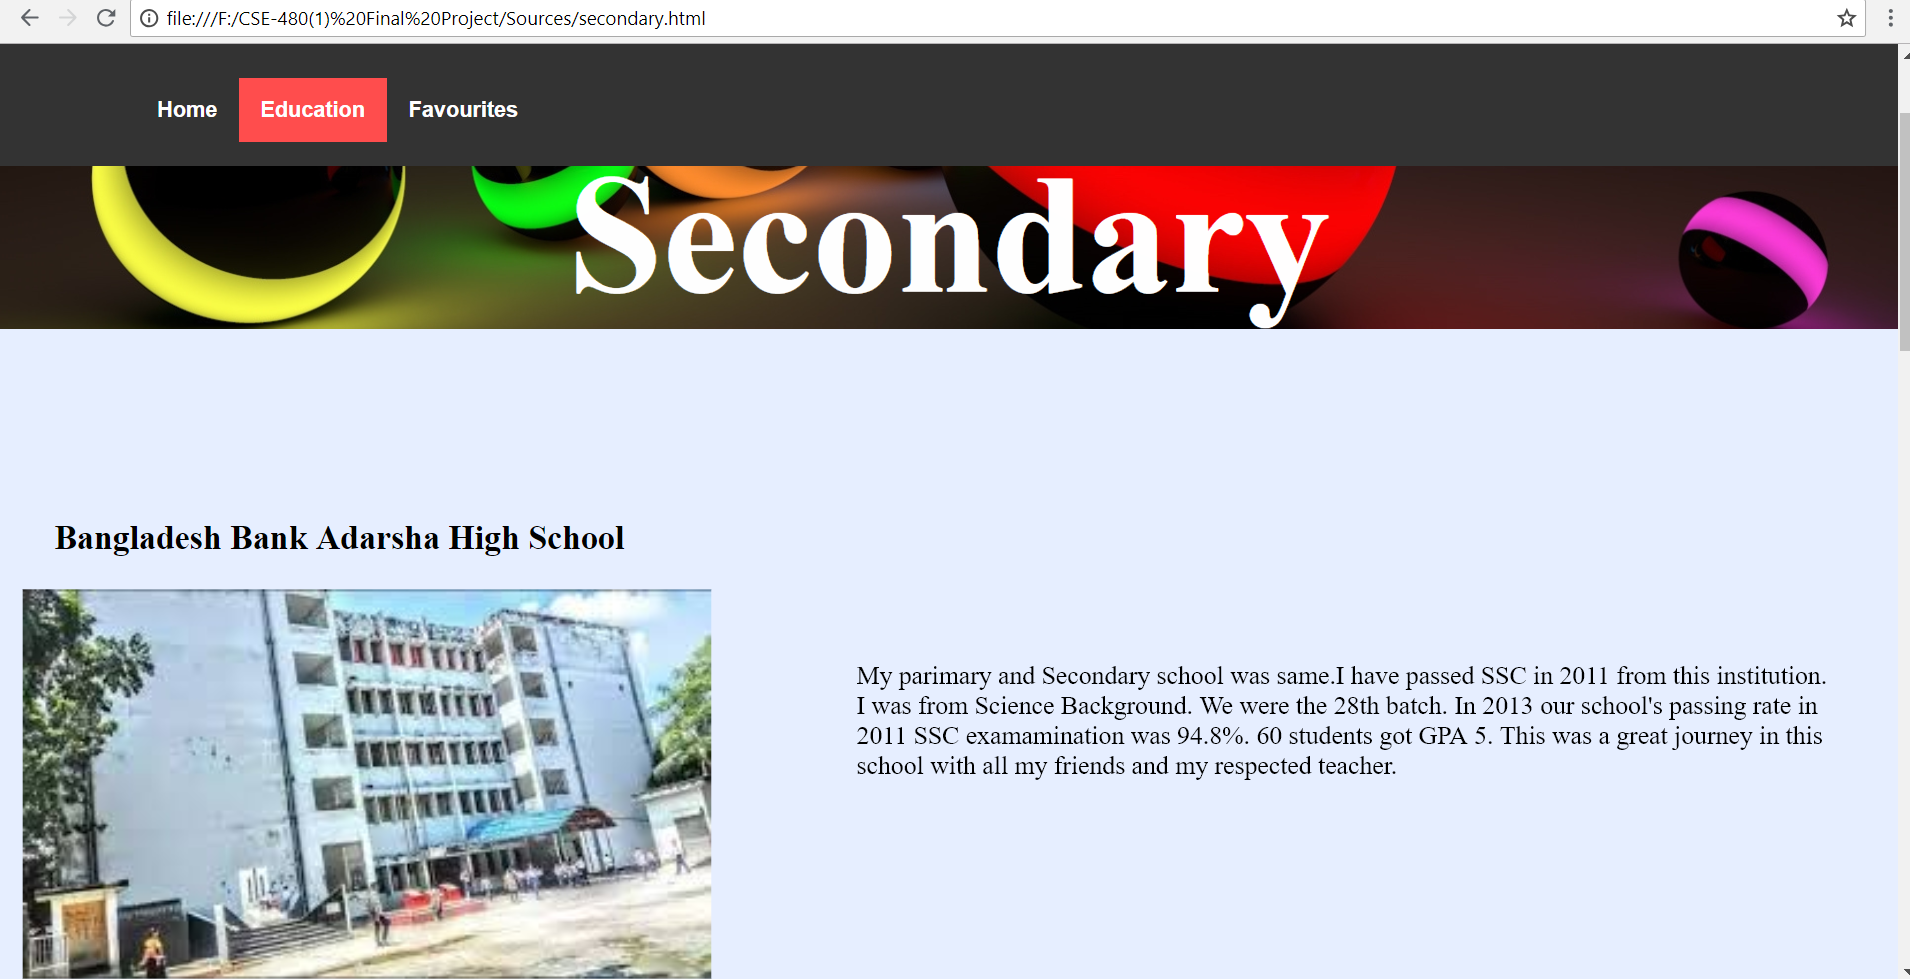 file:///F:/CSE-480(1)%20Final%20Project/Sources/secondary.html
Home Education Favourites
Secondary
Bangladesh Bank Adarsha High School
My parimary and Secondary school was same.I have passed SSC in 2011 from this institution.
I was from Science Background. We were the 28th batch. In 2013 our school's passing rate in
2011 SSC examamination was 94.8%. 60 students got GPA 5. This was a great journey in this
school with all my friends and my respected teacher.